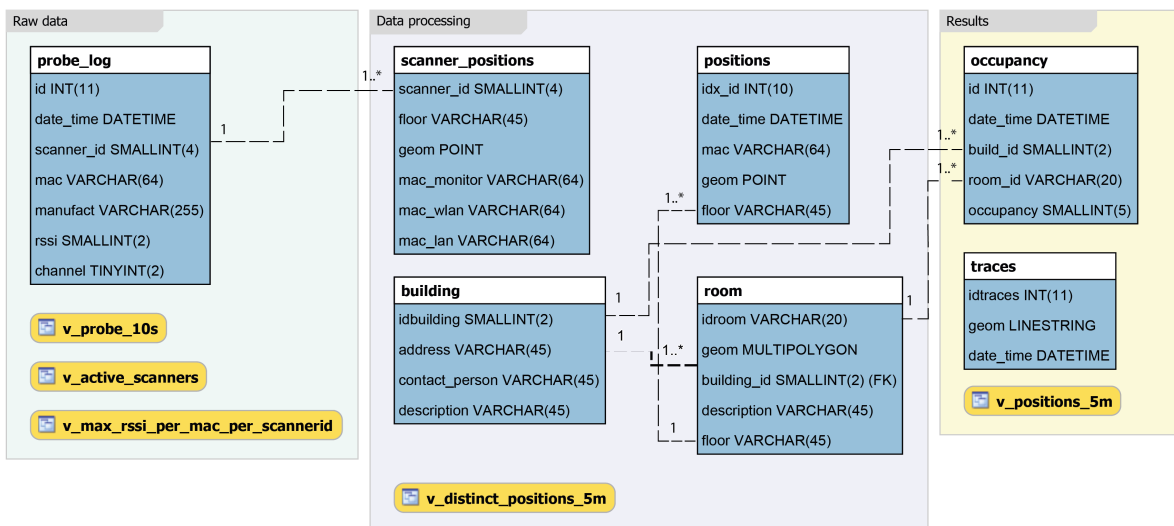 Raw data
probe_log
id INT(11)
date_time DATETIME
scanner_id SMALLINT(4)
mac VARCHAR(64)
manufact VARCHAR(255)
rssi SMALLINT(2)
channel TINYINT(2)
1
1..*
v_probe_10s
v_active_scanners
v_max_rssi_per_mac_per_scannerid
Data processing
scanner_positions
scanner_id SMALLINT(4)
floor VARCHAR(45)
geom POINT
mac_monitor VARCHAR(64)
mac_wlan VARCHAR(64)
mac_lan VARCHAR(64)
positions
idx_id INT(10)
date_time DATETIME
mac VARCHAR(64)
geom POINT
floor VARCHAR(45)
1..*
building
idbuilding SMALLINT(2)
address VARCHAR(45)
contact_person VARCHAR(45)
description VARCHAR(45)
1
1
1..*
1
room
idroom VARCHAR(20)
geom MULTIPOLYGON
building_id SMALLINT(2) (FK)
description VARCHAR(45)
floor VARCHAR(45)
1
v_distinct_positions_5m
Results
occupancy
id INT(11)
date_time DATETIME
build_id SMALLINT(2)
room_id VARCHAR(20)
occupancy SMALLINT(5)
1..*
1..*
traces
idtraces INT(11)
geom LINESTRING
date_time DATETIME
v_positions_5m